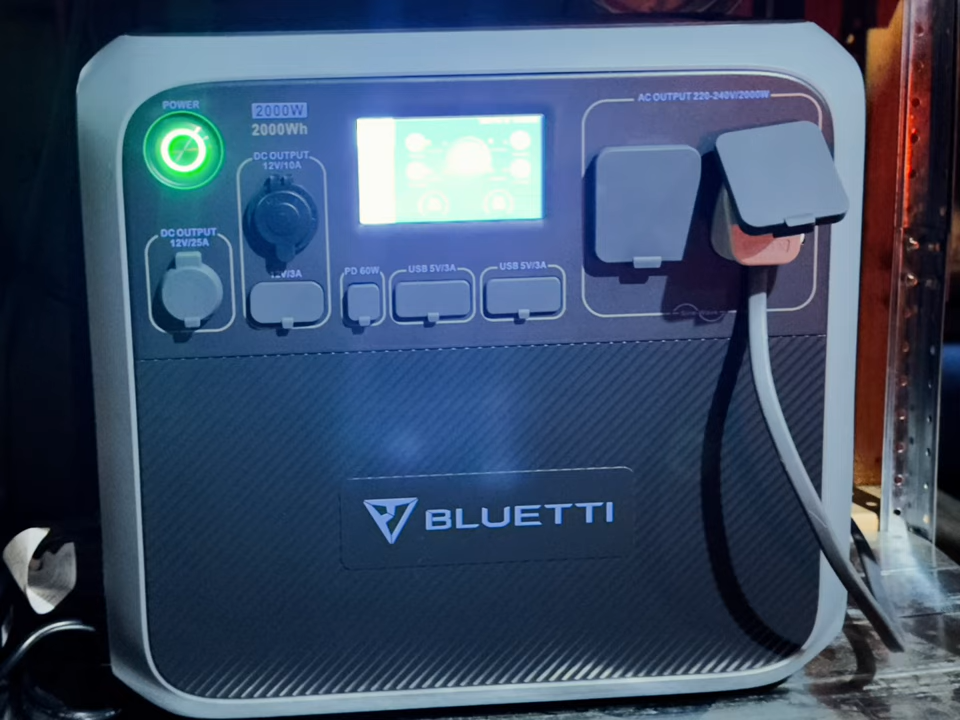 POWER
2000W
2000Wh
DC OUTPUT
12V/10A
DC OUTPUT
12V/25A
12V/3A
PD 60W
USB 5V/3A
USB 5V/3A
AC OUTPUT 220-240V/2000W
BLUETTI